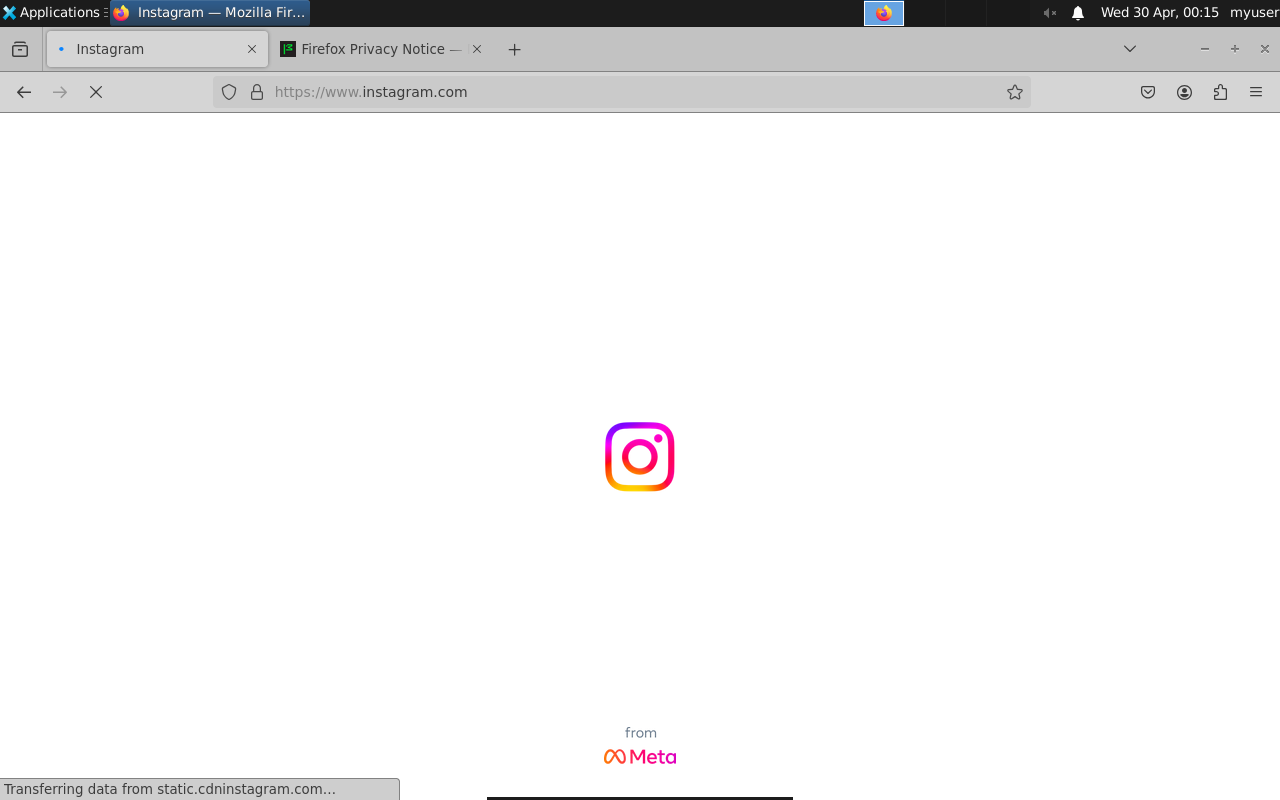 Applications
Instagram — Mozilla Fir...
Wed 30 Apr, 00:15
myuser
Instagram
Firefox Privacy Notice —
https://www.instagram.com
from
Meta
Transferring data from static.cdninstagram.com…